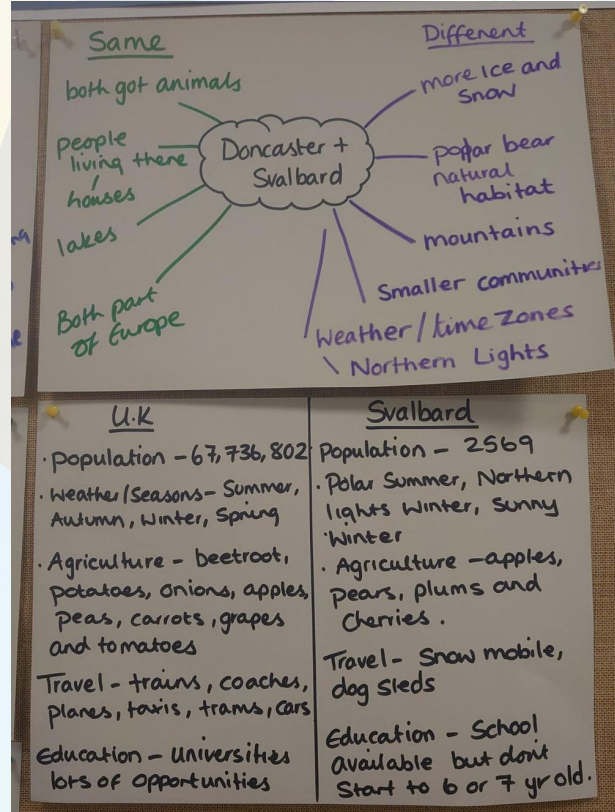 Same
both got animals
people
living there
/
houses
lakes
Both part
of Europe
Doncaster +
Svalbard
Different
more Ice and
snow
polar bear
natural
habitat
mountains
Smaller communities
Weather / time zones
\ Northern Lights
U.K
· Population - 67,736,802
· Weather/Seasons - Summer,
Autumn, Winter, Spring
· Agriculture - beetroot,
potatoes, onions, apples,
peas, carrots, grapes
and tomatoes
Travel - trains, coaches,
planes, taxis, trams, cars
Education - Universities
lots of opportunities
Svalbard
Population - 2569
· Polar Summer, Northern
lights Winter, Sunny
Winter
· Agriculture - apples,
pears, plums and
cherries.
Travel - Snow mobile,
dog sleds
Education - School
available but don't
Start to 6 or 7 yr old.